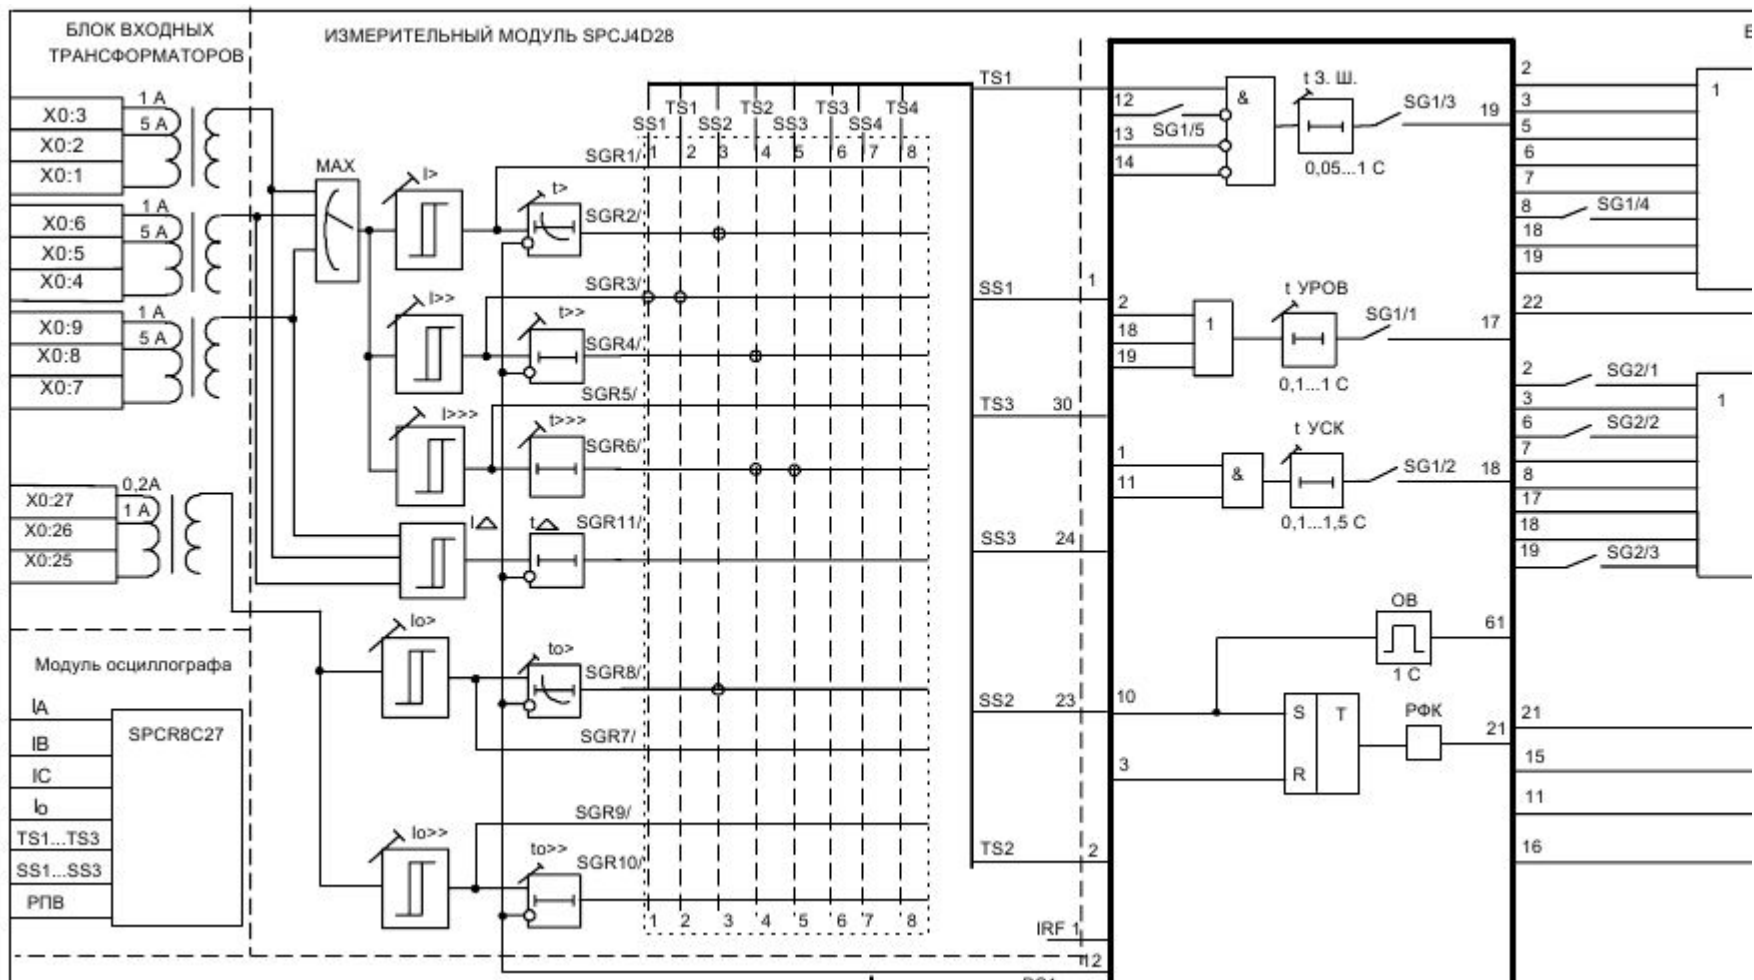 БЛОК ВХОДНЫХ
ТРАНСФОРМАТОРОВ
X0:3
1 А
5 А
X0:2
X0:1
X0:6
1 А
5 А
X0:5
X0:4
X0:9
1 А
5 А
X0:8
X0:7
X0:27
0,2А
1 А
X0:26
X0:25
Модуль осциллографа
IA
IB
IC
Io
TS1...TS3
SS1...SS3
РПВ
SPCR8C27
ИЗМЕРИТЕЛЬНЫЙ МОДУЛЬ SPCJ4D28
MAX
I>
t>
I>>
t>>
I>>>
t>>>
I△
t△
Io>
to>
Io>>
to>>
TS1 TS2 TS3 TS4
SS1 SS2 SS3 SS4
1 2 3 4 5 6 7 8
SGR1/
SGR2/
SGR3/
SGR4/
SGR5/
SGR6/
SGR11/
SGR8/
SGR7/
SGR9/
SGR10/
1 2 3 4 5 6 7 8
TS1
SS1 1
TS3 30
SS3 24
SS2 23
TS2 2
IRF 1
12
12
SG1/5
13
14
&
t З. Ш.
0,05...1 С
SG1/3
19
2
18
19
1
t УРОВ
0,1...1 С
SG1/1
17
1
11
&
t УСК
0,1...1,5 С
SG1/2
18
ОВ
1 С
61
10
3
S T
R
РФК
21
2
3
5
6
7
8 SG1/4
18
19
1
22
2 SG2/1
3
6 SG2/2
7
8
17
18
19 SG2/3
1
21
15
11
16